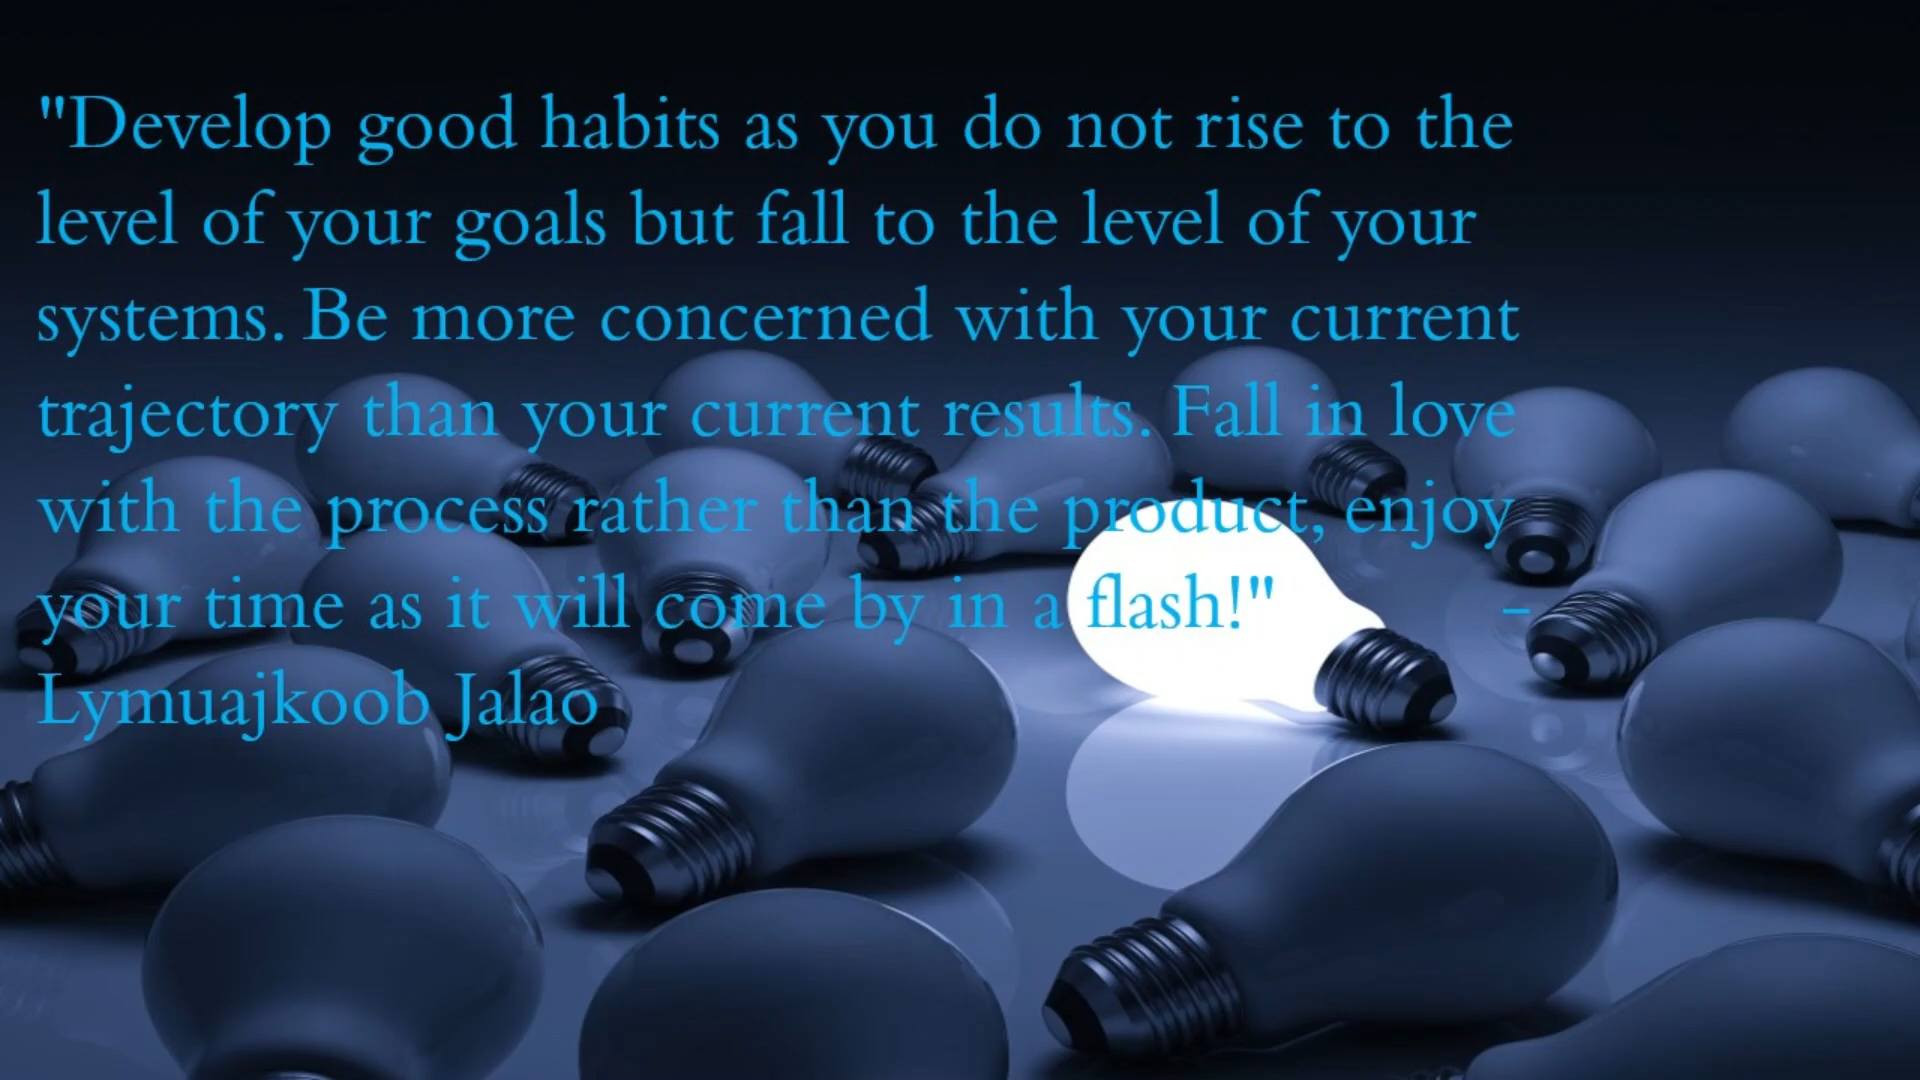 "Develop good habits as you do not rise to the
level of your goals but fall to the level of your
systems. Be more concerned with your current
trajectory than your current results. Fall in love
with the process rather than the product, enjoy
your time as it will come by in a flash!" -
Lymuajkoob Jalao